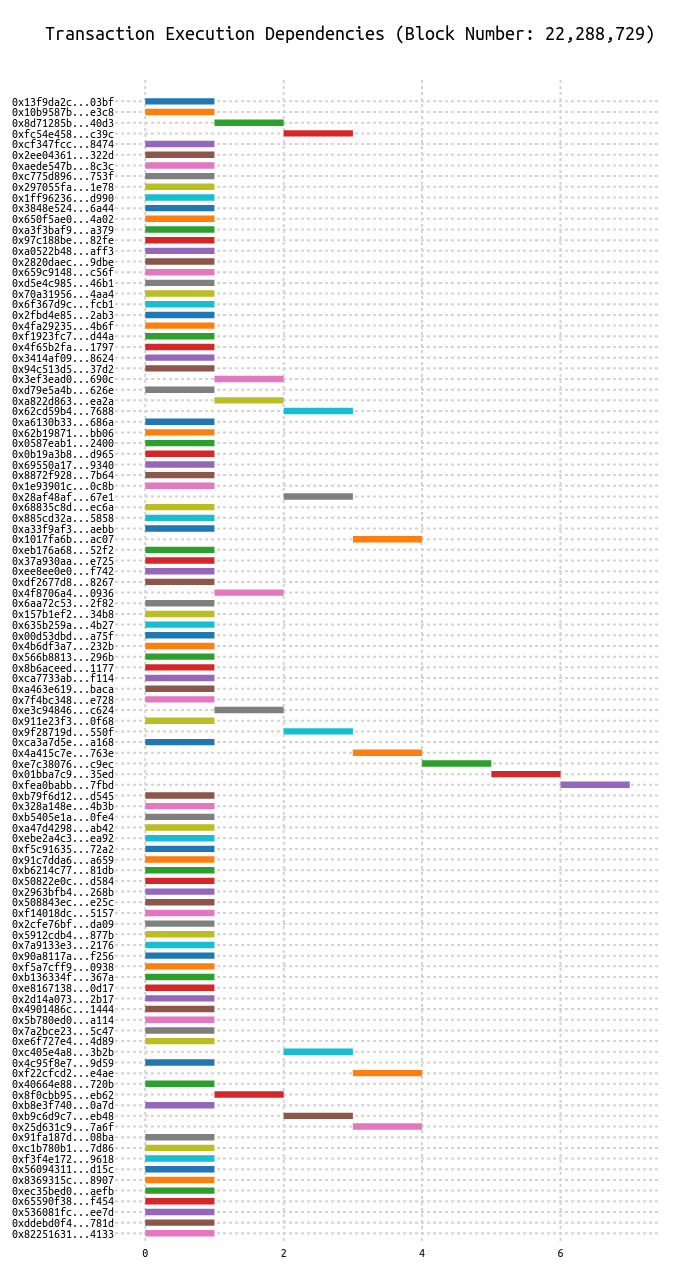 Transaction Execution Dependencies (Block Number: 22,288,729)
0x13f9da2c...03bf
0x10b9587b...e3c8
0x8d71285b...40d3
0xfc54e458...c39c
0xcf347fcc...8474
0x2ee04361...322d
0xaede547b...8c3c
0xc775d896...753f
0x297055fa...1e78
0x1ff96236...d990
0x3848e524...6a44
0x650f5ae0...4a02
0xa3f3baf9...a379
0x97c188be...82fe
0xa0522b48...aff3
0x2820daec...9dbe
0x659c9148...c56f
0xd5e4c985...46b1
0x70a31956...4aa4
0x6f367d9c...fcb1
0x2fbd4e85...2ab3
0x4fa29235...4b6f
0xf1923fc7...d44a
0x4f65b2fa...1797
0x3414af09...8624
0x94c513d5...37d2
0x3ef3ead0...690c
0xd79e5a4b...626e
0xa822d863...ea2a
0x62cd59b4...7688
0xa6130b33...686a
0x62b19871...bb06
0x0587eab1...2400
0x0b19a3b8...d965
0x69550a17...9340
0x8872f928...7b64
0x1e93901c...0c8b
0x28af48af...67e1
0x68835c8d...ec6a
0x885cd32a...5858
0xa33f9af3...aebb
0x1017fa6b...ac07
0xeb176a68...52f2
0x37a930aa...e725
0xee8ee0e0...f742
0xdf2677d8...8267
0x4f8706a4...0936
0x6aa72c53...2f82
0x157b1ef2...34b8
0x635b259a...4b27
0x00d53dbd...a75f
0x4b6df3a7...232b
0x566b8813...296b
0x8b6aceed...1177
0xca7733ab...f114
0xa463e619...baca
0x7f4bc348...e728
0xe3c94846...c624
0x911e23f3...0f68
0x9f28719d...550f
0xca3a7d5e...a168
0x4a415c7e...763e
0xe7c38076...c9ec
0x01bba7c9...35ed
0xfea0babb...7fbd
0xb79f6d12...d545
0x328a148e...4b3b
0xb5405e1a...0fe4
0xa47d4298...ab42
0xebe2a4c3...ea92
0xf5c91635...72a2
0x91c7dda6...a659
0xb6214c77...81db
0x50822e0c...d584
0x2963bfb4...268b
0x508843ec...e25c
0xf14018dc...5157
0x2cfe76bf...da09
0x5912cdb4...877b
0x7a9133e3...2176
0x90a8117a...f256
0xf5a7cff9...0938
0xb136334f...367a
0xe8167138...0d17
0x2d14a073...2b17
0x4901486c...1444
0x5b780ed0...a114
0x7a2bce23...5c47
0xe6f727e4...4d89
0xc405e4a8...3b2b
0x4c95f8e7...9d59
0xf22cfcd2...e4ae
0x40664e88...720b
0x8f0cbb95...eb62
0xb8e3f740...0a7d
0xb9c6d9c7...eb48
0x25d631c9...7a6f
0x91fa187d...08ba
0xc1b780b1...7d86
0xf3f4e172...9618
0x56094311...d15c
0x8369315c...8907
0xec35bed0...aefb
0x65590f38...f454
0x536081fc...ee7d
0xddebd0f4...781d
0x82251631...4133
0 2 4 6